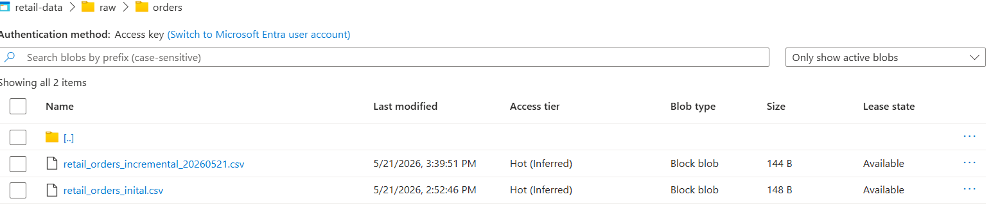 retail-data > raw > orders
Authentication method: Access key (Switch to Microsoft Entra user account)
Search blobs by prefix (case-sensitive) Only show active blobs
Showing all 2 items
Name Last modified Access tier Blob type Size Lease state
[..] ...
retail_orders_incremental_20260521.csv 5/21/2026, 3:39:51 PM Hot (Inferred) Block blob 144 B Available ...
retail_orders_inital.csv 5/21/2026, 2:52:46 PM Hot (Inferred) Block blob 148 B Available ...